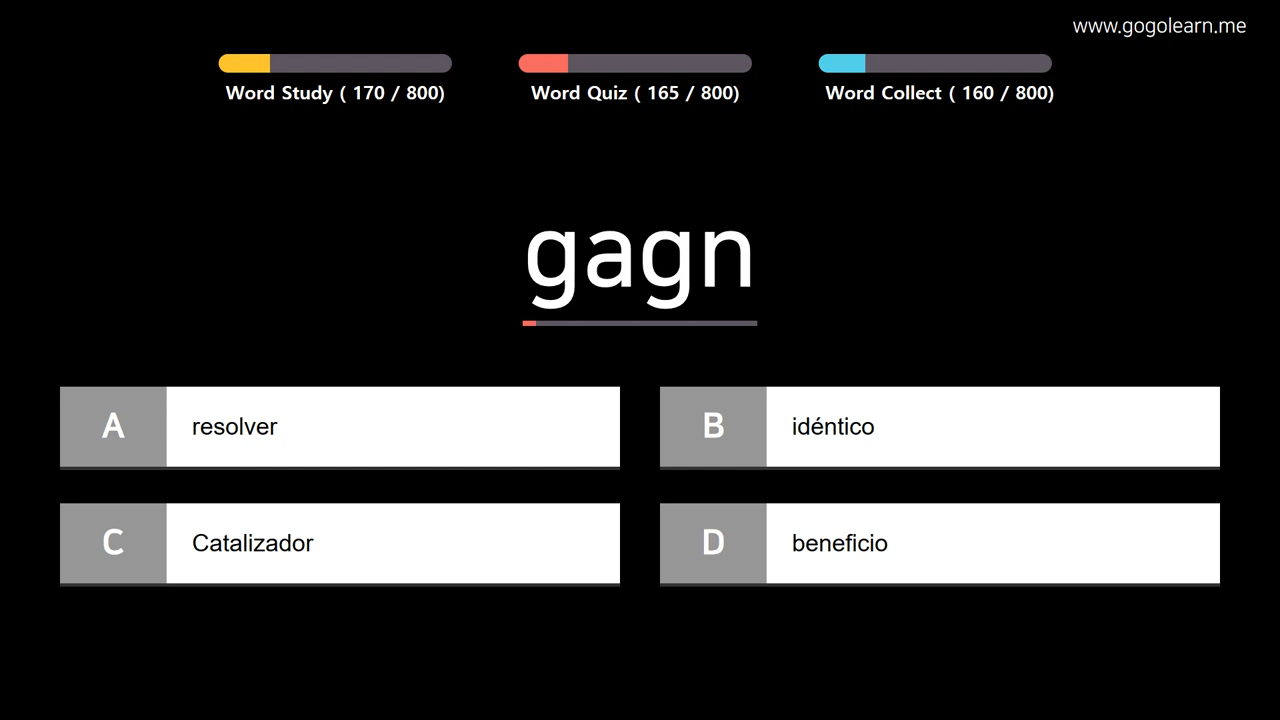 www.gogolearn.me
Word Study ( 170 / 800)
Word Quiz ( 165 / 800)
Word Collect ( 160 / 800)
gagn
A resolver
B idéntico
C Catalizador
D beneficio